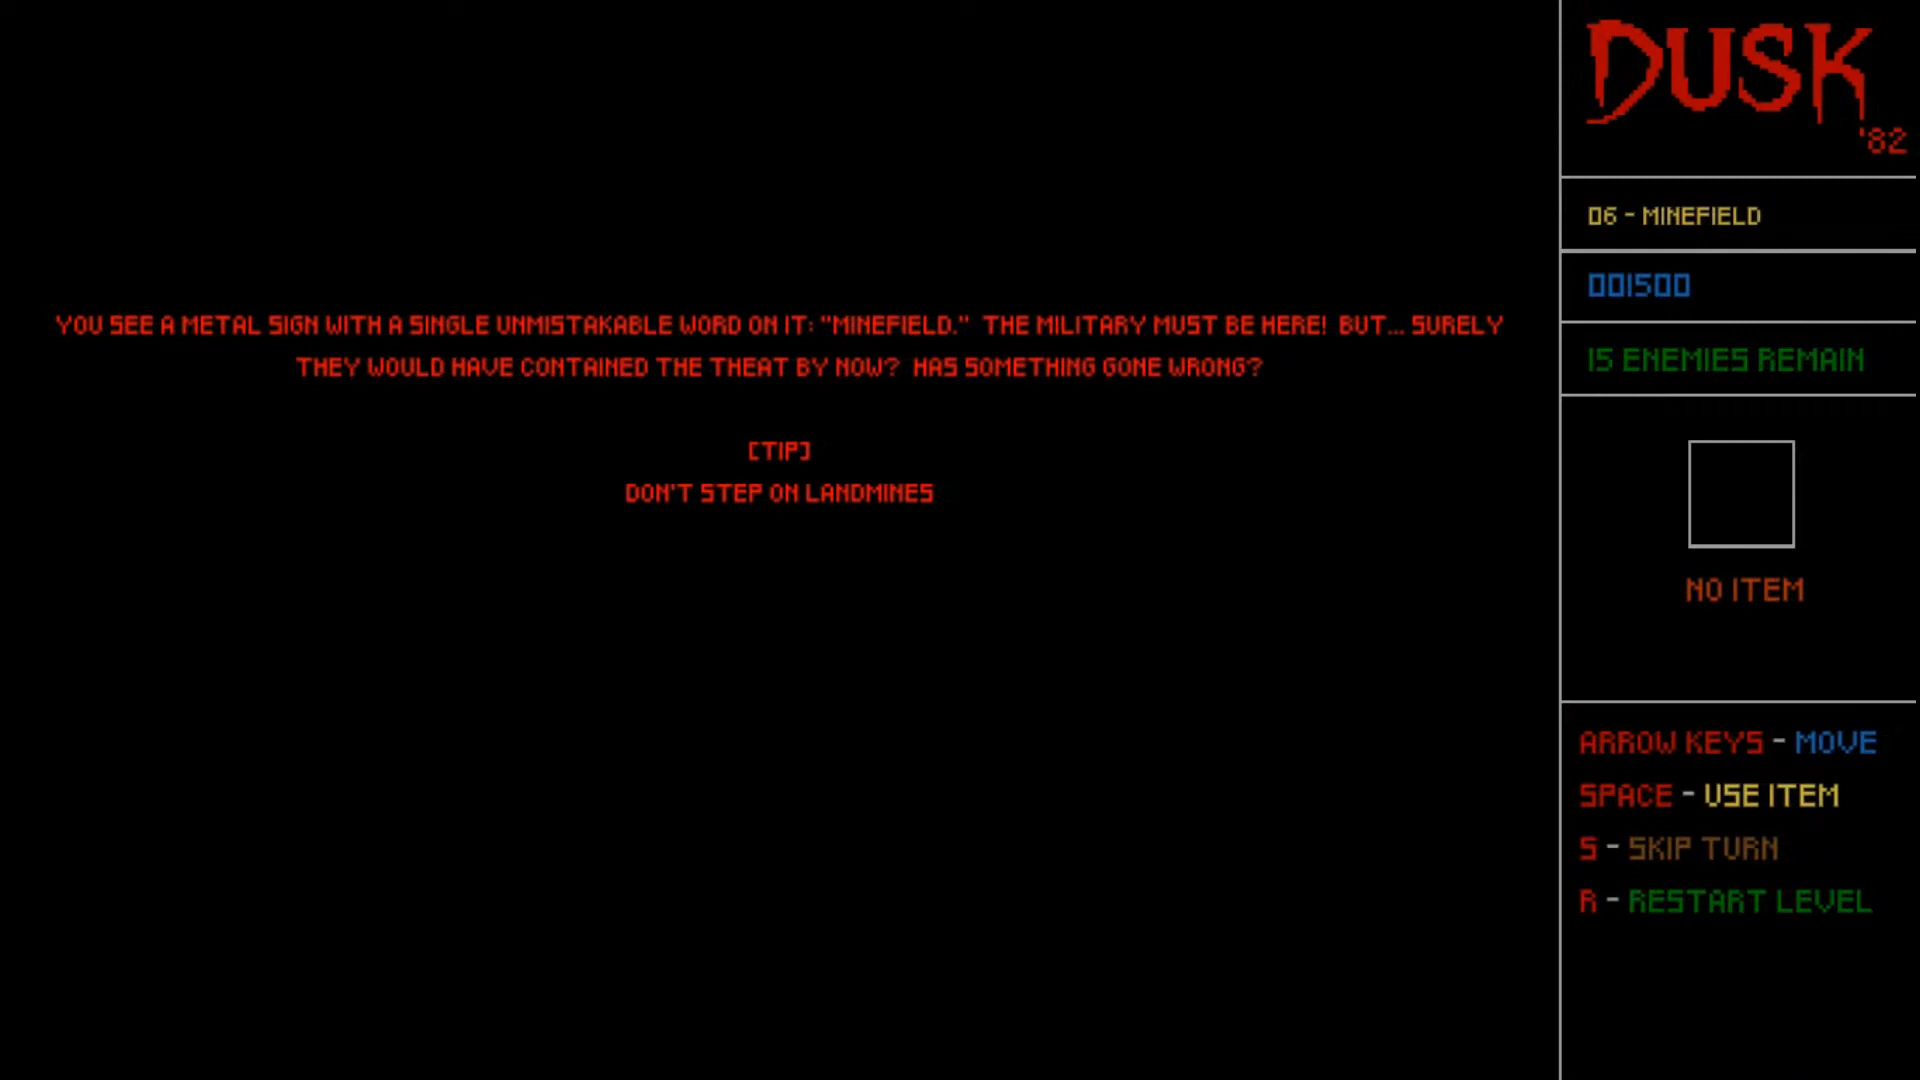 DUSK
'82
06 - MINEFIELD
001500
15 ENEMIES REMAIN
YOU SEE A METAL SIGN WITH A SINGLE UNMISTAKABLE WORD ON IT: "MINEFIELD."  THE MILITARY MUST BE HERE!  BUT... SURELY
THEY WOULD HAVE CONTAINED THE THEAT BY NOW?  HAS SOMETHING GONE WRONG?
[TIP]
DON'T STEP ON LANDMINES
NO ITEM
ARROW KEYS - MOVE
SPACE - USE ITEM
S - SKIP TURN
R - RESTART LEVEL